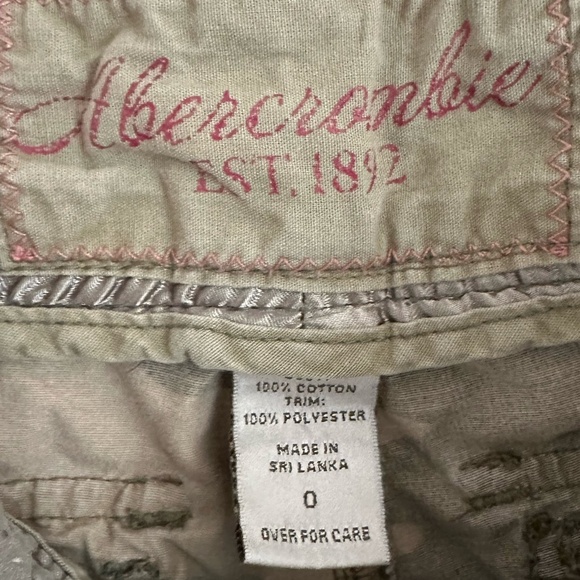 Abercrombie
EST. 1892
100% COTTON
TRIM:
100% POLYESTER
MADE IN
SRI LANKA
0
OVER FOR CARE